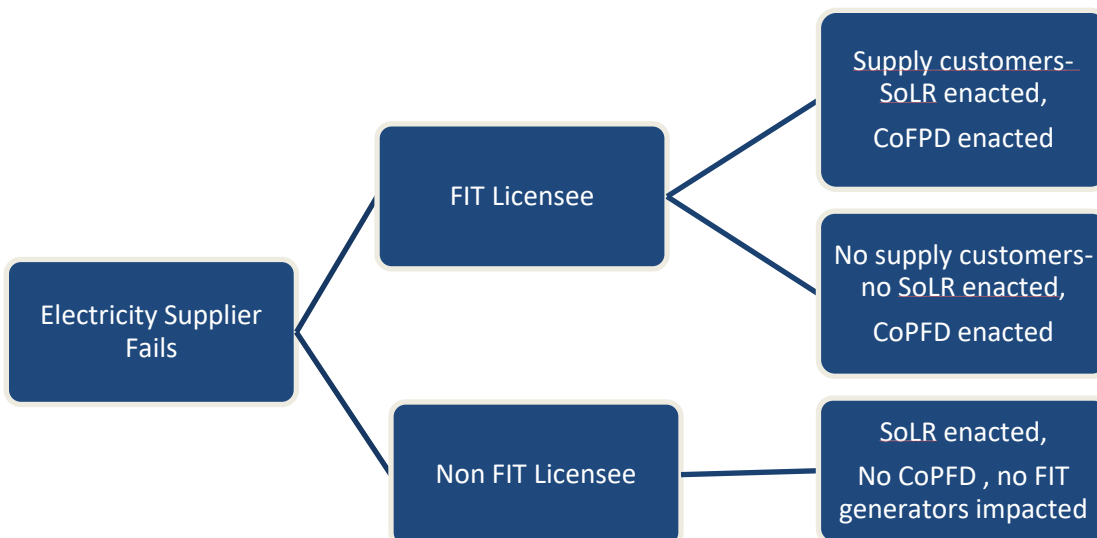 Electricity Supplier
Fails
FIT Licensee
Non FIT Licensee
Supply customers-
SoLR enacted,
CoFPD enacted
No supply customers-
no SoLR enacted,
CoPFD enacted
SoLR enacted,
No CoPFD , no FIT
generators impacted